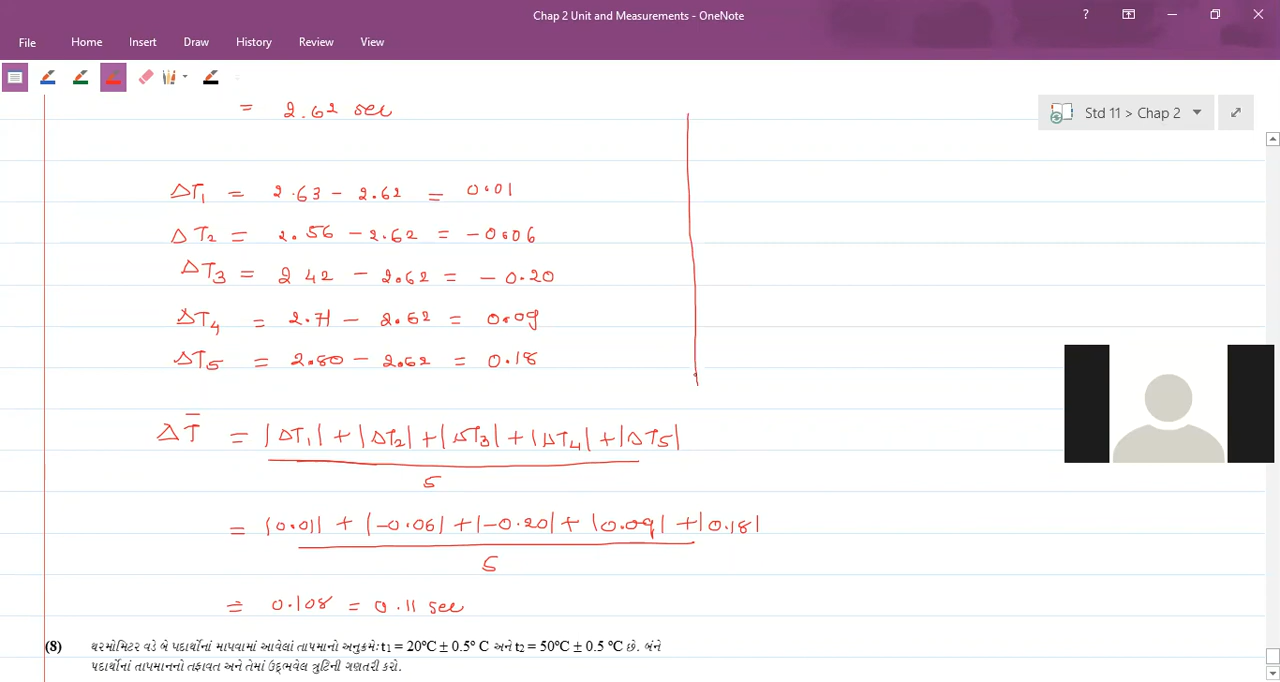 Chap 2 Unit and Measurements - OneNote
File Home Insert Draw History Review View
Std 11 > Chap 2
= 2.62 sec
ΔT₁ = 2.63 - 2.62 = 0.01
ΔT₂ = 2.56 - 2.62 = -0.06
ΔT₃ = 2.42 - 2.62 = -0.20
ΔT₄ = 2.71 - 2.62 = 0.09
ΔT₅ = 2.80 - 2.62 = 0.18
ΔT̄ = |ΔT₁| + |ΔT₂| + |ΔT₃| + |ΔT₄| + |ΔT₅|
5
= |0.01| + |-0.06| + |-0.20| + |0.09| + |0.18|
5
= 0.108 = 0.11 sec
(8) થરમોમિટર વડે બે પદાર્થોનાં માપવામાં આવેલાં તાપમાનો અનુક્રમે: t₁ = 20ºC ± 0.5º C અને t₂ = 50ºC ± 0.5 ºC છે. બંને
પદાર્થોનાં તાપમાનનો તફાવત અને તેમાં ઉદ્ભવેલ ત્રુટિની ગણતરી કરો.